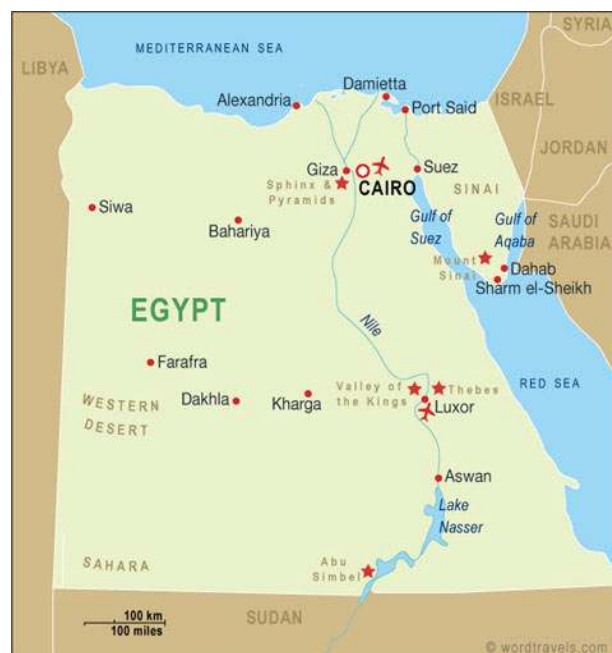 SYRIA
MEDITERRANEAN SEA
LIBYA
Damietta
Alexandria
Port Said
ISRAEL
JORDAN
Giza
CAIRO
Suez
Sphinx &
Pyramids
SINAI
Siwa
Bahariya
Gulf of
Suez
Gulf of
Aqaba
SAUDI
ARABIA
Mount
Sinai
Dahab
Sharm el-Sheikh
EGYPT
Nile
Farafra
RED SEA
WESTERN
DESERT
Dakhla
Kharga
Valley of
the Kings
Thebes
Luxor
Aswan
Lake
Nasser
SAHARA
Abu
Simbel
SUDAN
100 km
100 miles
© wordtravels.com